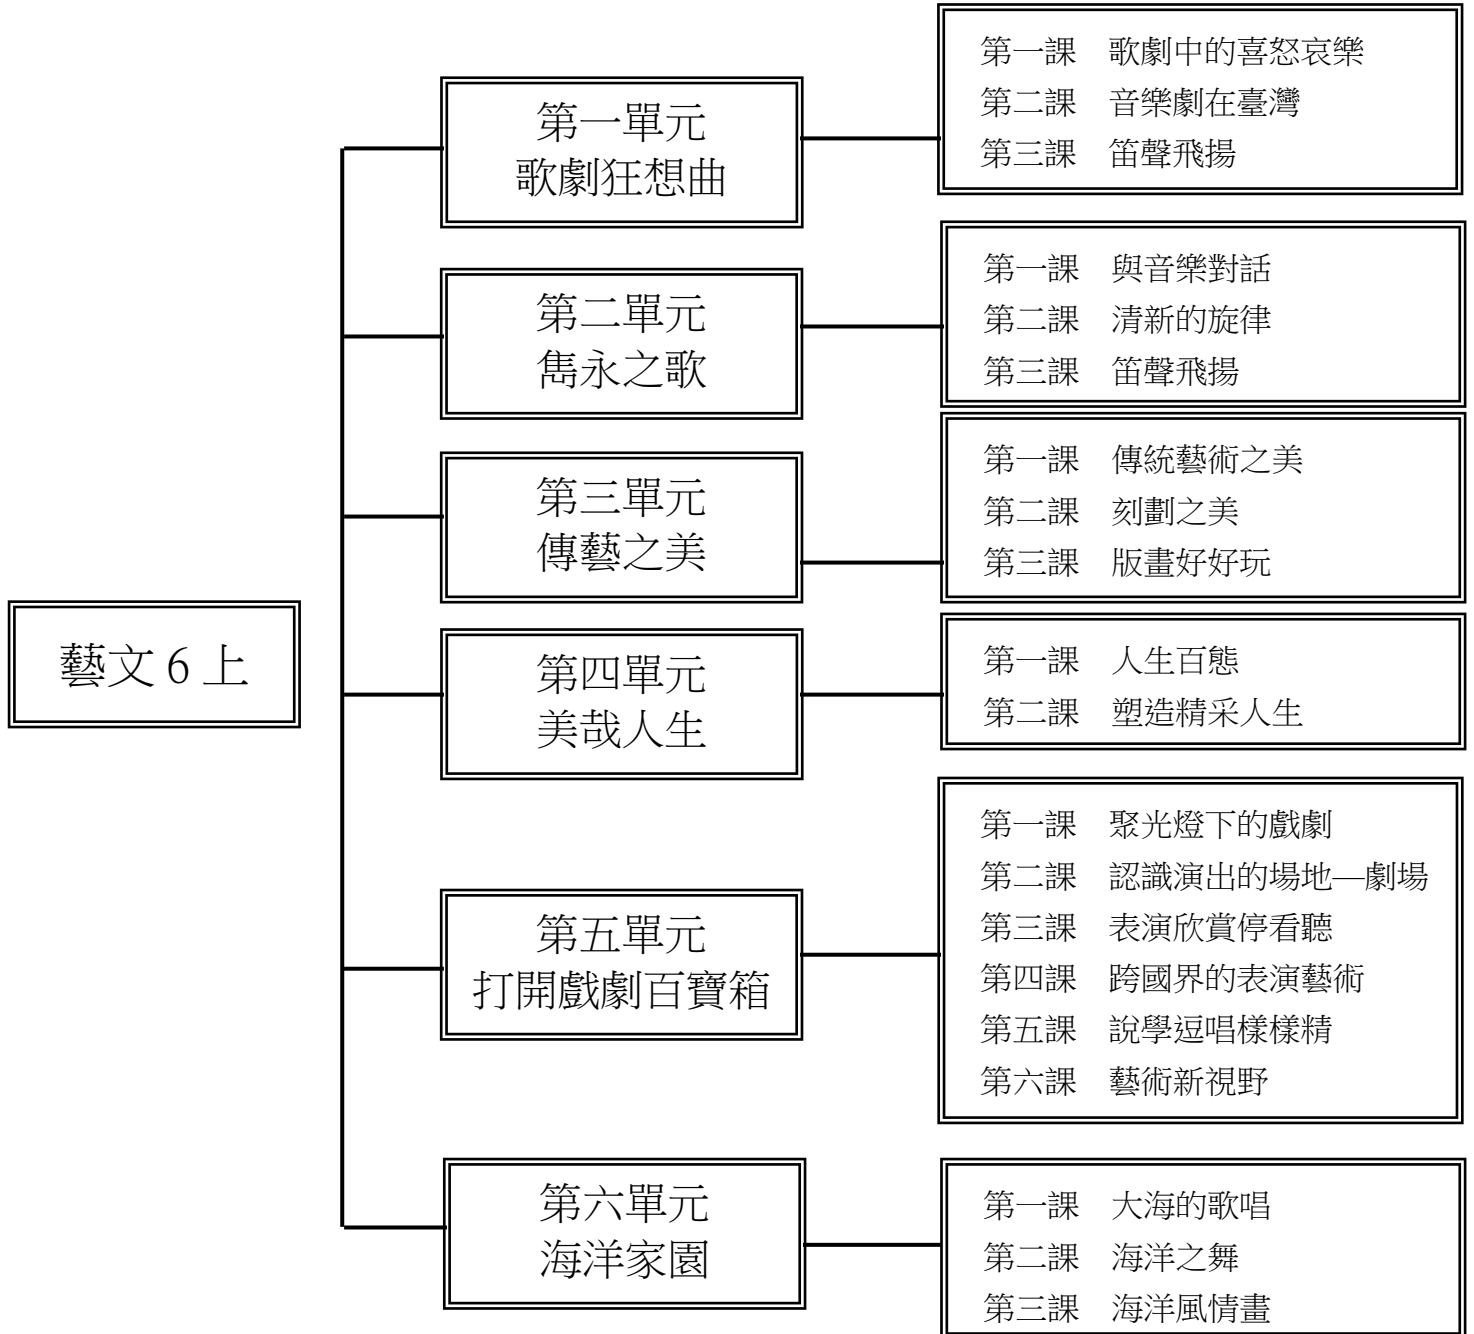 藝文 6 上
第一單元
歌劇狂想曲
第一課　歌劇中的喜怒哀樂
第二課　音樂劇在臺灣
第三課　笛聲飛揚
第二單元
雋永之歌
第一課　與音樂對話
第二課　清新的旋律
第三課　笛聲飛揚
第三單元
傳藝之美
第一課　傳統藝術之美
第二課　刻劃之美
第三課　版畫好好玩
第四單元
美哉人生
第一課　人生百態
第二課　塑造精采人生
第五單元
打開戲劇百寶箱
第一課　聚光燈下的戲劇
第二課　認識演出的場地—劇場
第三課　表演欣賞停看聽
第四課　跨國界的表演藝術
第五課　說學逗唱樣樣精
第六課　藝術新視野
第六單元
海洋家園
第一課　大海的歌唱
第二課　海洋之舞
第三課　海洋風情畫